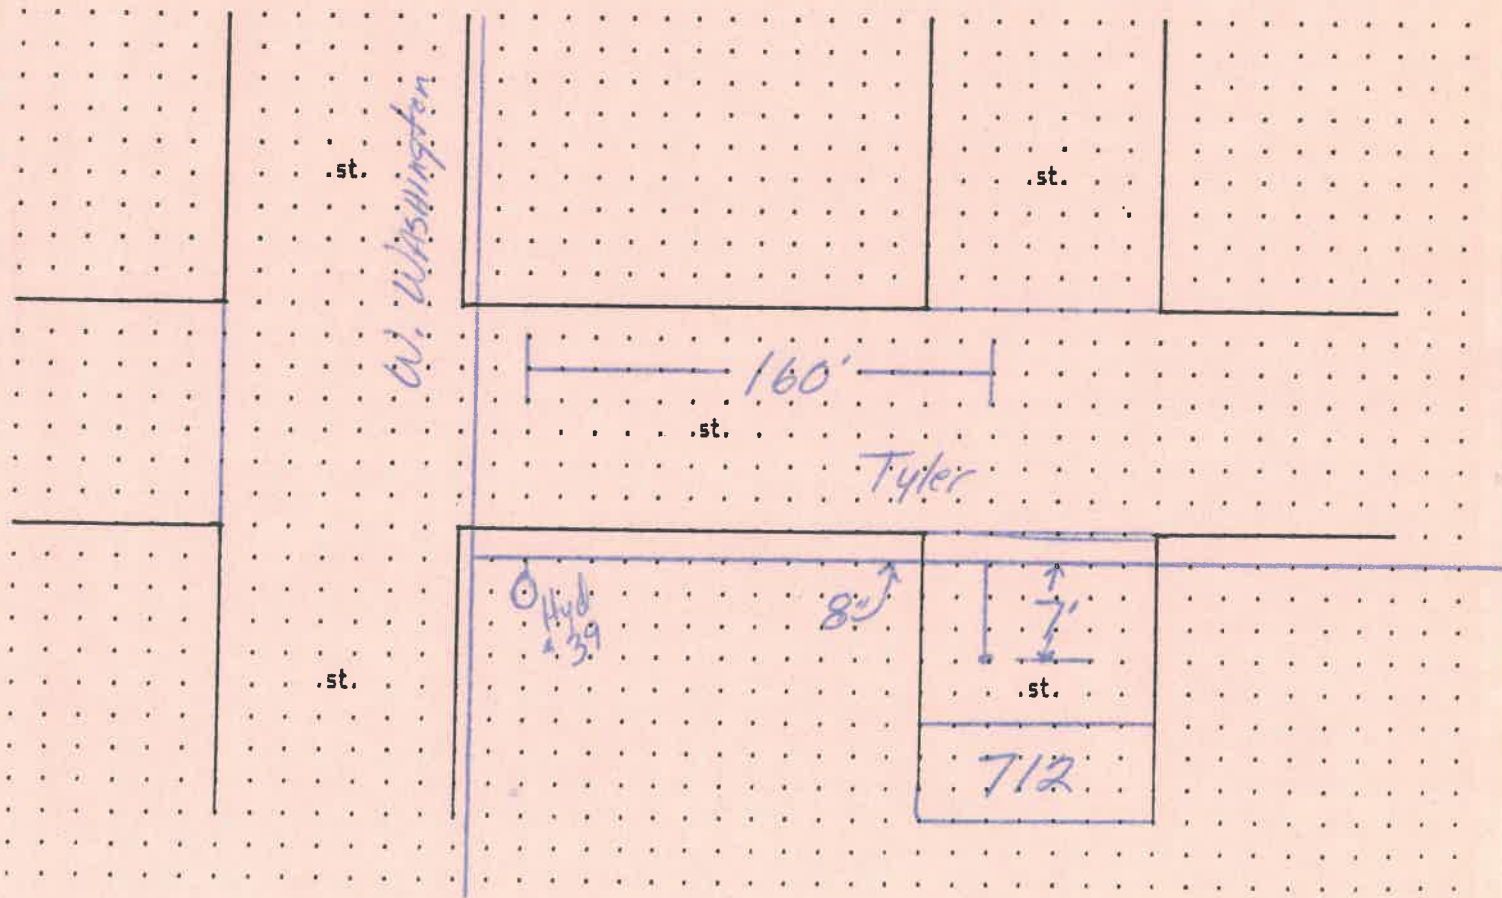 .st.
.st.
W. WASHINgton
160'
.st.
Tyler
Hyd
39
8"
7'
.st.
.st.
712